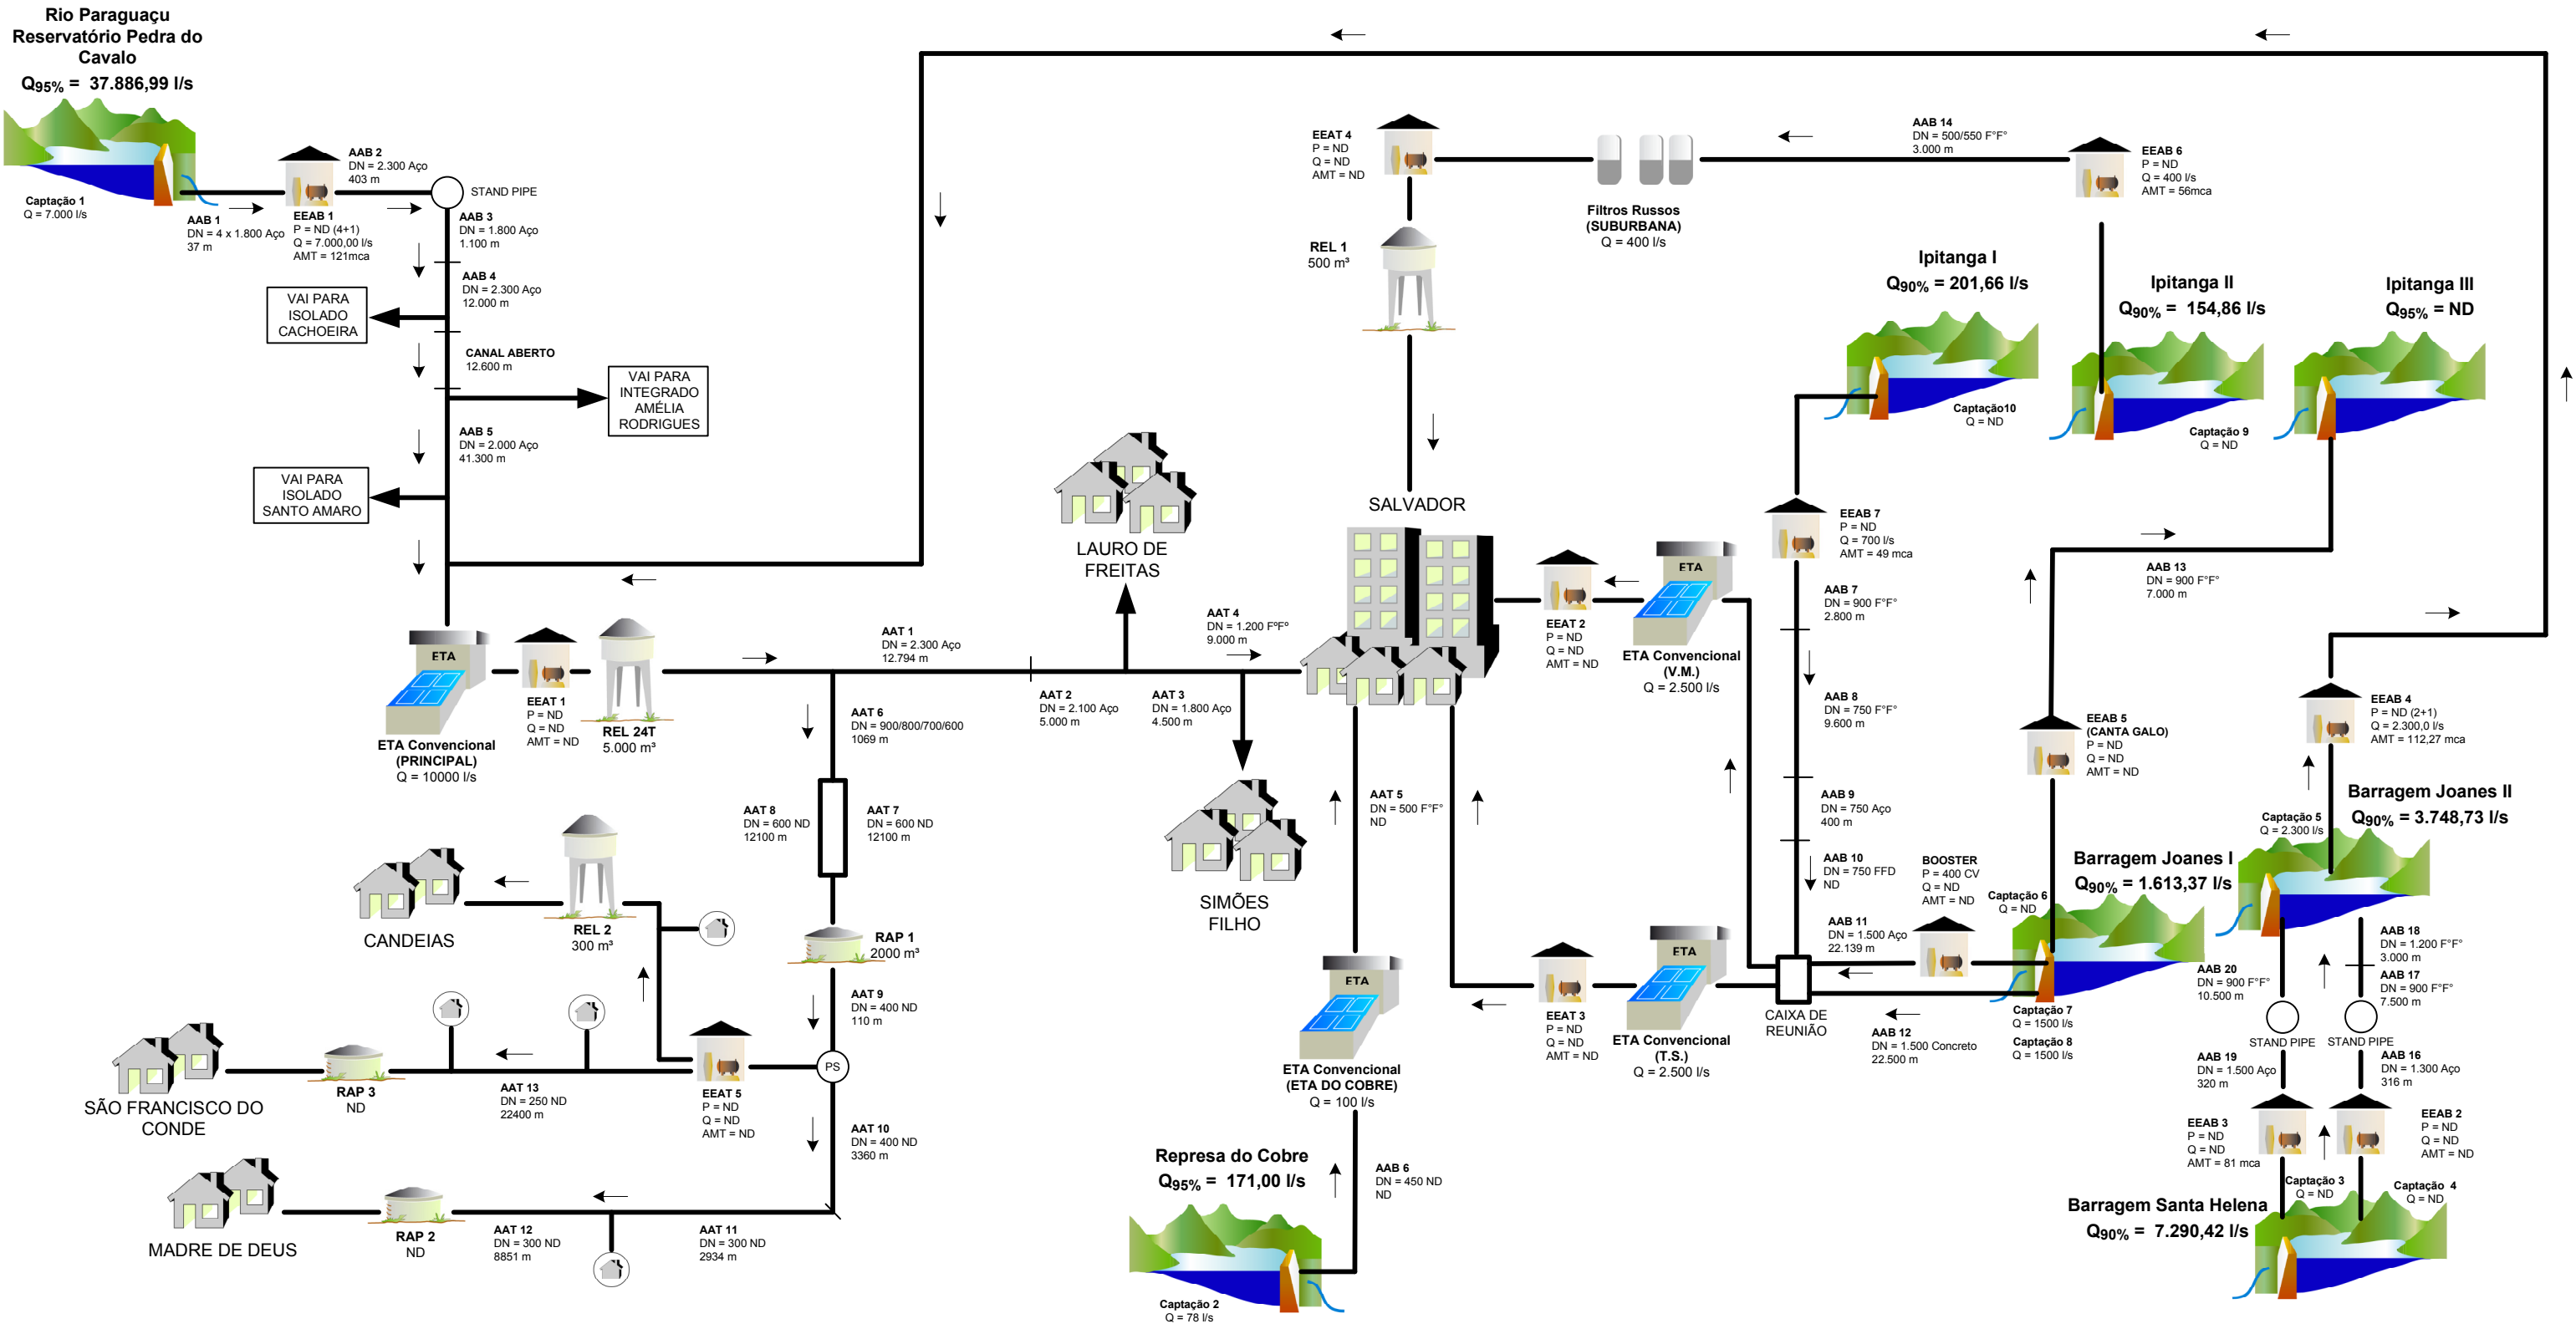 Rio Paraguaçu
Reservatório Pedra do
Cavalo
Q95% = 37.886,99 l/s
Captação 1
Q = 7.000 l/s
AAB 1
DN = 4 x 1.800 Aço
37 m
EEAB 1
P = ND (4+1)
Q = 7.000,00 l/s
AMT = 121mca
AAB 2
DN = 2.300 Aço
403 m
STAND PIPE
AAB 3
DN = 1.800 Aço
1.100 m
AAB 4
DN = 2.300 Aço
12.000 m
VAI PARA
ISOLADO
CACHOEIRA
CANAL ABERTO
12.600 m
VAI PARA
INTEGRADO
AMÉLIA
RODRIGUES
AAB 5
DN = 2.000 Aço
41.300 m
VAI PARA
ISOLADO
SANTO AMARO
ETA
ETA Convencional
(PRINCIPAL)
Q = 10000 l/s
EEAT 1
P = ND
Q = ND
AMT = ND
REL 24T
5.000 m³
AAT 1
DN = 2.300 Aço
12.794 m
AAT 2
DN = 2.100 Aço
5.000 m
AAT 3
DN = 1.800 Aço
4.500 m
AAT 4
DN = 1.200 FºFº
9.000 m
LAURO DE
FREITAS
SIMÕES
FILHO
SALVADOR
AAT 6
DN = 900/800/700/600
1069 m
AAT 8
DN = 600 ND
12100 m
AAT 7
DN = 600 ND
12100 m
RAP 1
2000 m³
AAT 9
DN = 400 ND
110 m
PS
AAT 10
DN = 400 ND
3360 m
AAT 11
DN = 300 ND
2934 m
AAT 12
DN = 300 ND
8851 m
RAP 2
ND
MADRE DE DEUS
EEAT 5
P = ND
Q = ND
AMT = ND
AAT 13
DN = 250 ND
22400 m
RAP 3
ND
SÃO FRANCISCO DO
CONDE
REL 2
300 m³
CANDEIAS
EEAT 4
P = ND
Q = ND
AMT = ND
REL 1
500 m³
Filtros Russos
(SUBURBANA)
Q = 400 l/s
AAB 14
DN = 500/550 F°F°
3.000 m
EEAB 6
P = ND
Q = 400 l/s
AMT = 56mca
Ipitanga I
Q90% = 201,66 l/s
Captação10
Q = ND
Ipitanga II
Q90% = 154,86 l/s
Captação 9
Q = ND
Ipitanga III
Q95% = ND
EEAB 7
P = ND
Q = 700 l/s
AMT = 49 mca
AAB 7
DN = 900 F°F°
2.800 m
AAB 8
DN = 750 F°F°
9.600 m
AAB 9
DN = 750 Aço
400 m
AAB 10
DN = 750 FFD
ND
EEAT 2
P = ND
Q = ND
AMT = ND
ETA
ETA Convencional
(V.M.)
Q = 2.500 l/s
AAT 5
DN = 500 F°F°
ND
ETA
ETA Convencional
(ETA DO COBRE)
Q = 100 l/s
AAB 6
DN = 450 ND
ND
Represa do Cobre
Q95% = 171,00 l/s
Captação 2
Q = 78 l/s
EEAT 3
P = ND
Q = ND
AMT = ND
ETA
ETA Convencional
(T.S.)
Q = 2.500 l/s
CAIXA DE
REUNIÃO
AAB 11
DN = 1.500 Aço
22.139 m
BOOSTER
P = 400 CV
Q = ND
AMT = ND
AAB 12
DN = 1.500 Concreto
22.500 m
Captação 6
Q = ND
Captação 7
Q = 1500 l/s
Captação 8
Q = 1500 l/s
Barragem Joanes I
Q90% = 1.613,37 l/s
EEAB 5
(CANTA GALO)
P = ND
Q = ND
AMT = ND
AAB 13
DN = 900 F°F°
7.000 m
EEAB 4
P = ND (2+1)
Q = 2.300,0 l/s
AMT = 112,27 mca
Barragem Joanes II
Q90% = 3.748,73 l/s
Captação 5
Q = 2.300 l/s
AAB 18
DN = 1.200 F°F°
3.000 m
AAB 17
DN = 900 F°F°
7.500 m
AAB 20
DN = 900 F°F°
10.500 m
STAND PIPE
STAND PIPE
AAB 19
DN = 1.500 Aço
320 m
AAB 16
DN = 1.300 Aço
316 m
EEAB 3
P = ND
Q = ND
AMT = 81 mca
EEAB 2
P = ND
Q = ND
AMT = ND
Captação 3
Q = ND
Captação 4
Q = ND
Barragem Santa Helena
Q90% = 7.290,42 l/s